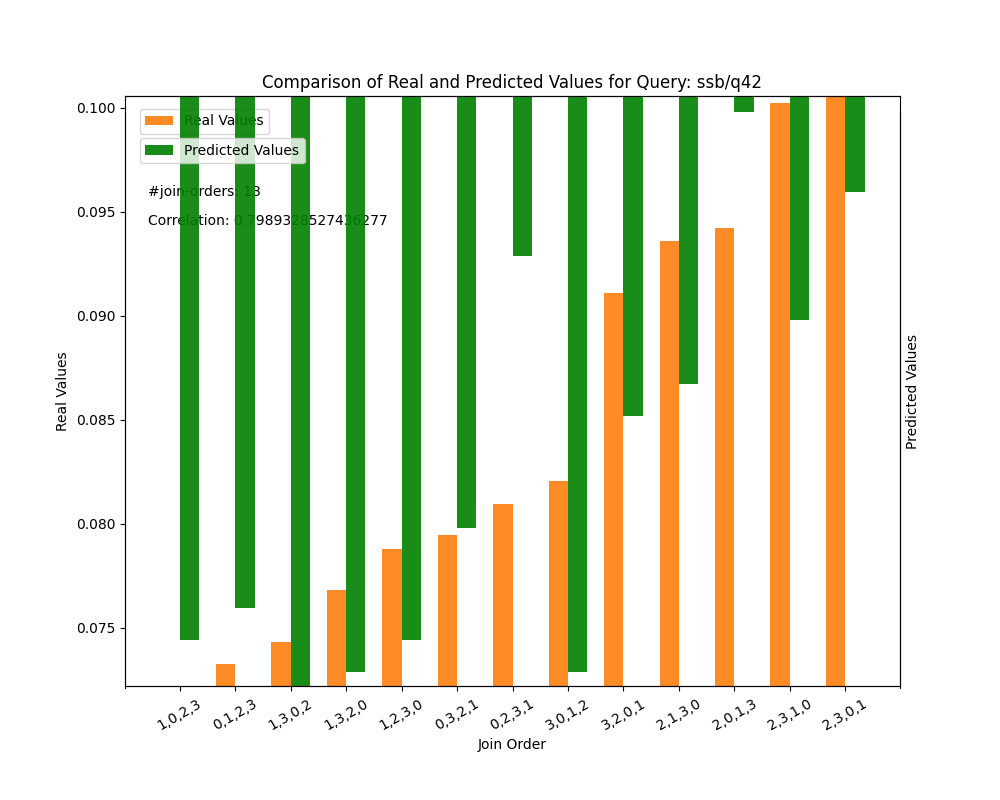 Comparison of Real and Predicted Values for Query: ssb/q42
0.100
0.095
0.090
0.085
0.080
0.075
Real Values
Real Values
Predicted Values
#join-orders: 13
Correlation: 0.7989328527436277
Predicted Values
1,0,2,3
0,1,2,3
1,3,0,2
1,3,2,0
1,2,3,0
0,3,2,1
0,2,3,1
3,0,1,2
3,2,0,1
2,1,3,0
2,0,1,3
2,3,1,0
2,3,0,1
Join Order